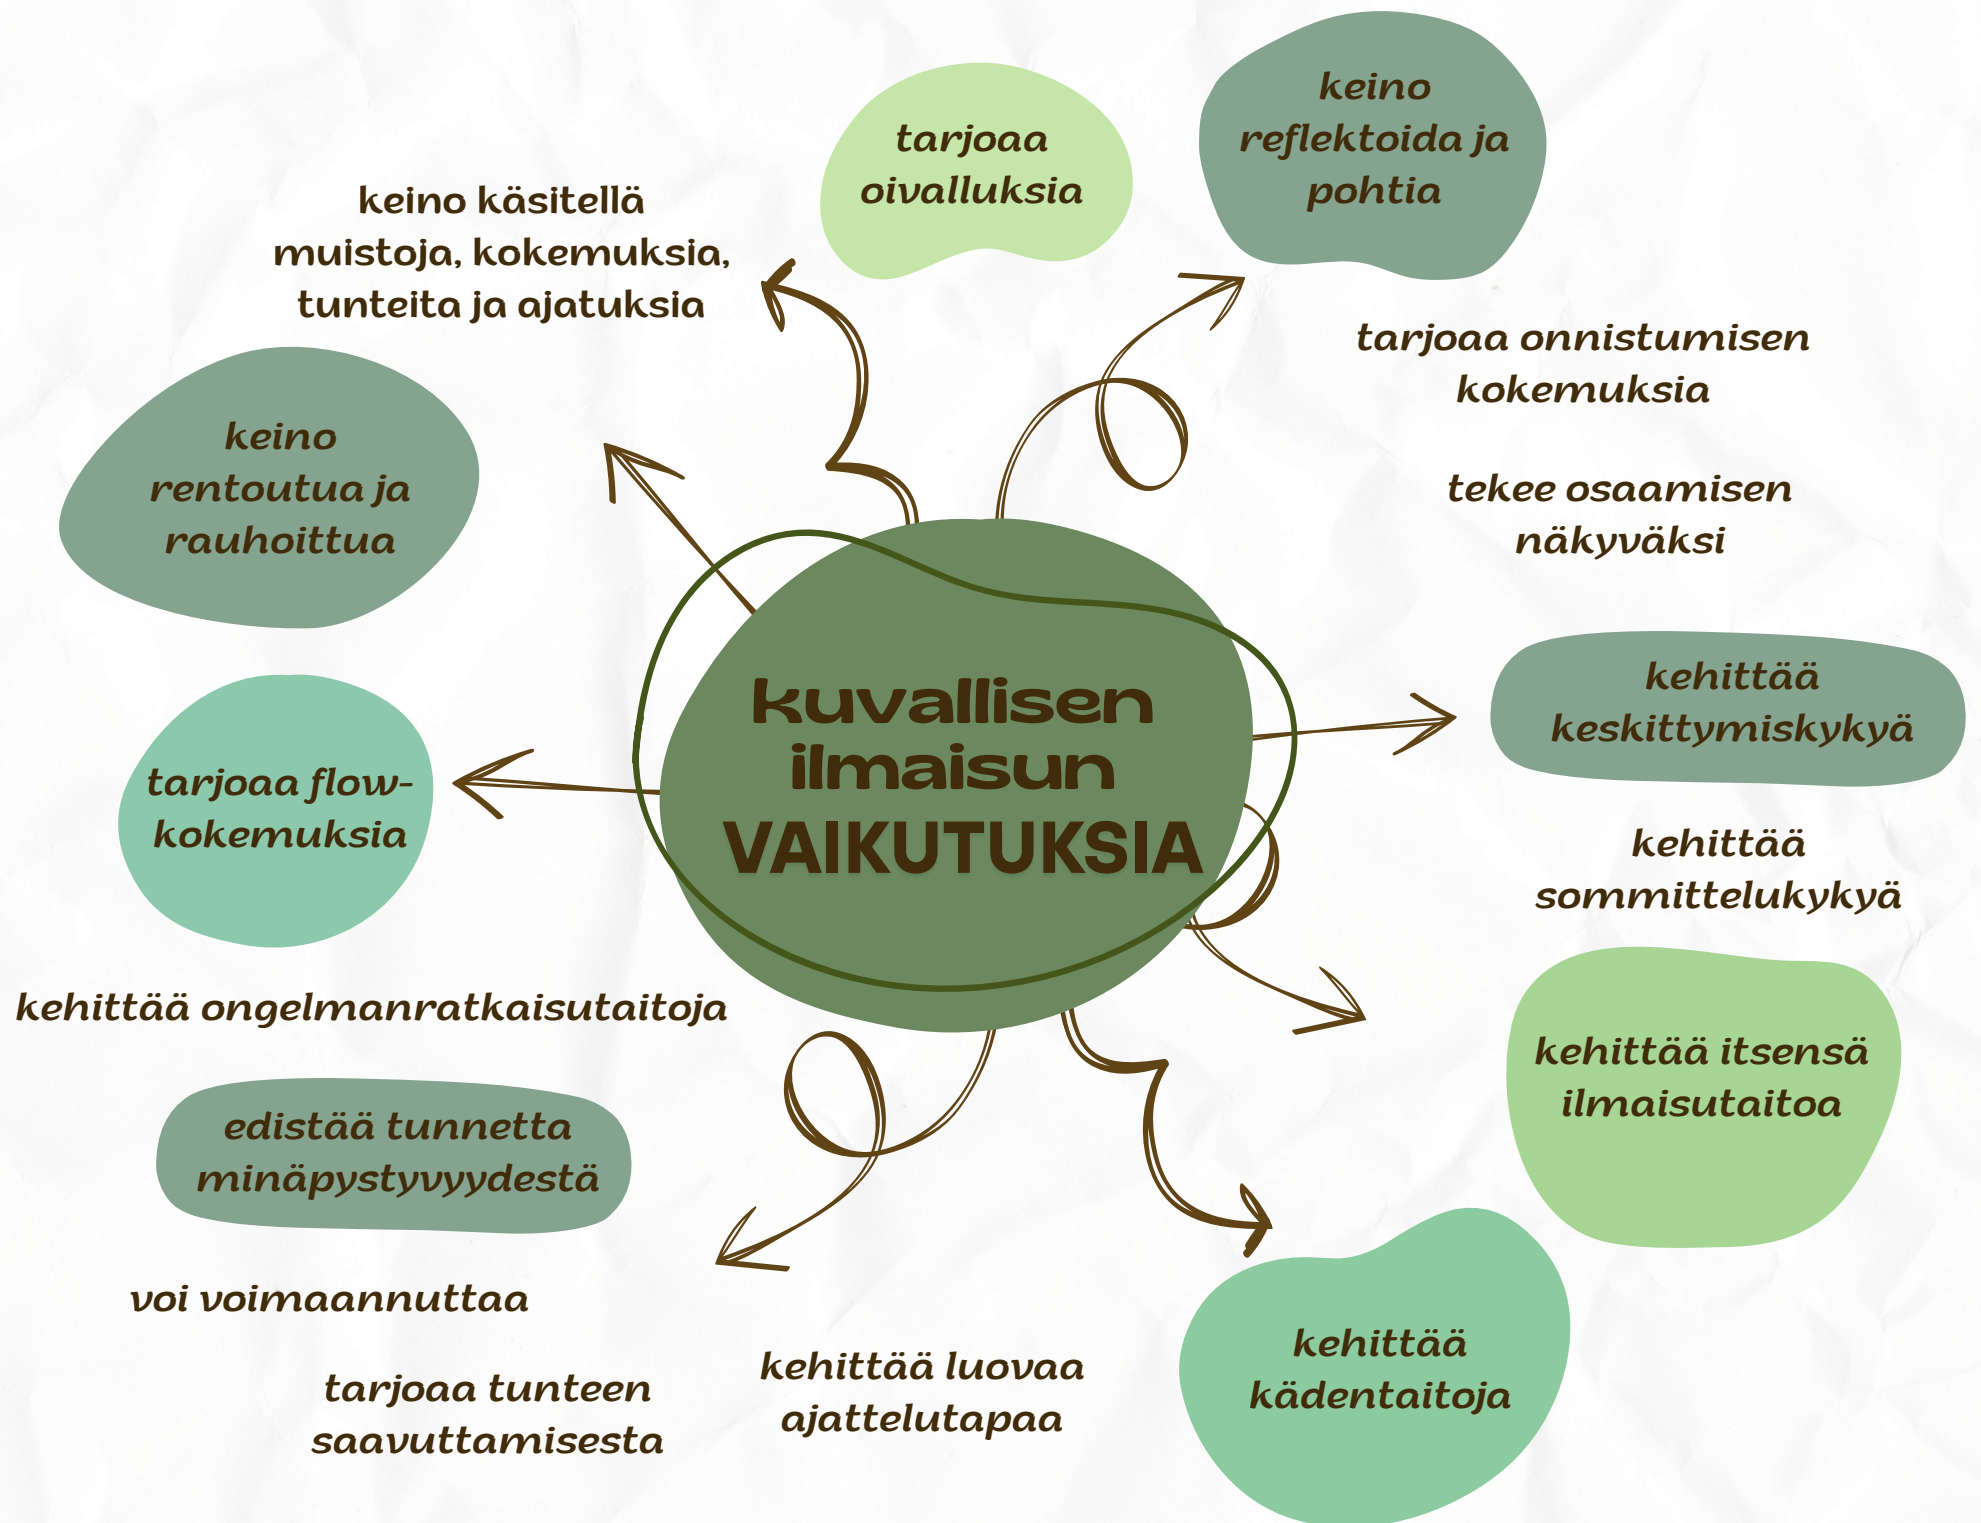 tarjoaa
oivalluksia
keino
reflektoida ja
pohtia
keino käsitellä
muistoja, kokemuksia,
tunteita ja ajatuksia
tarjoaa onnistumisen
kokemuksia
keino
rentoutua ja
rauhoittua
tekee osaamisen
näkyväksi
kuvallisen
ilmaisun
VAIKUTUKSIA
kehittää
keskittymiskykyä
tarjoaa flow-
kokemuksia
kehittää
sommittelukykyä
kehittää ongelmanratkaisutaitoja
kehittää itsensä
ilmaisutaitoa
edistää tunnetta
minäpystyvyydestä
voi voimaannuttaa
tarjoaa tunteen
saavuttamisesta
kehittää luovaa
ajattelutapaa
kehittää
kädentaitoja